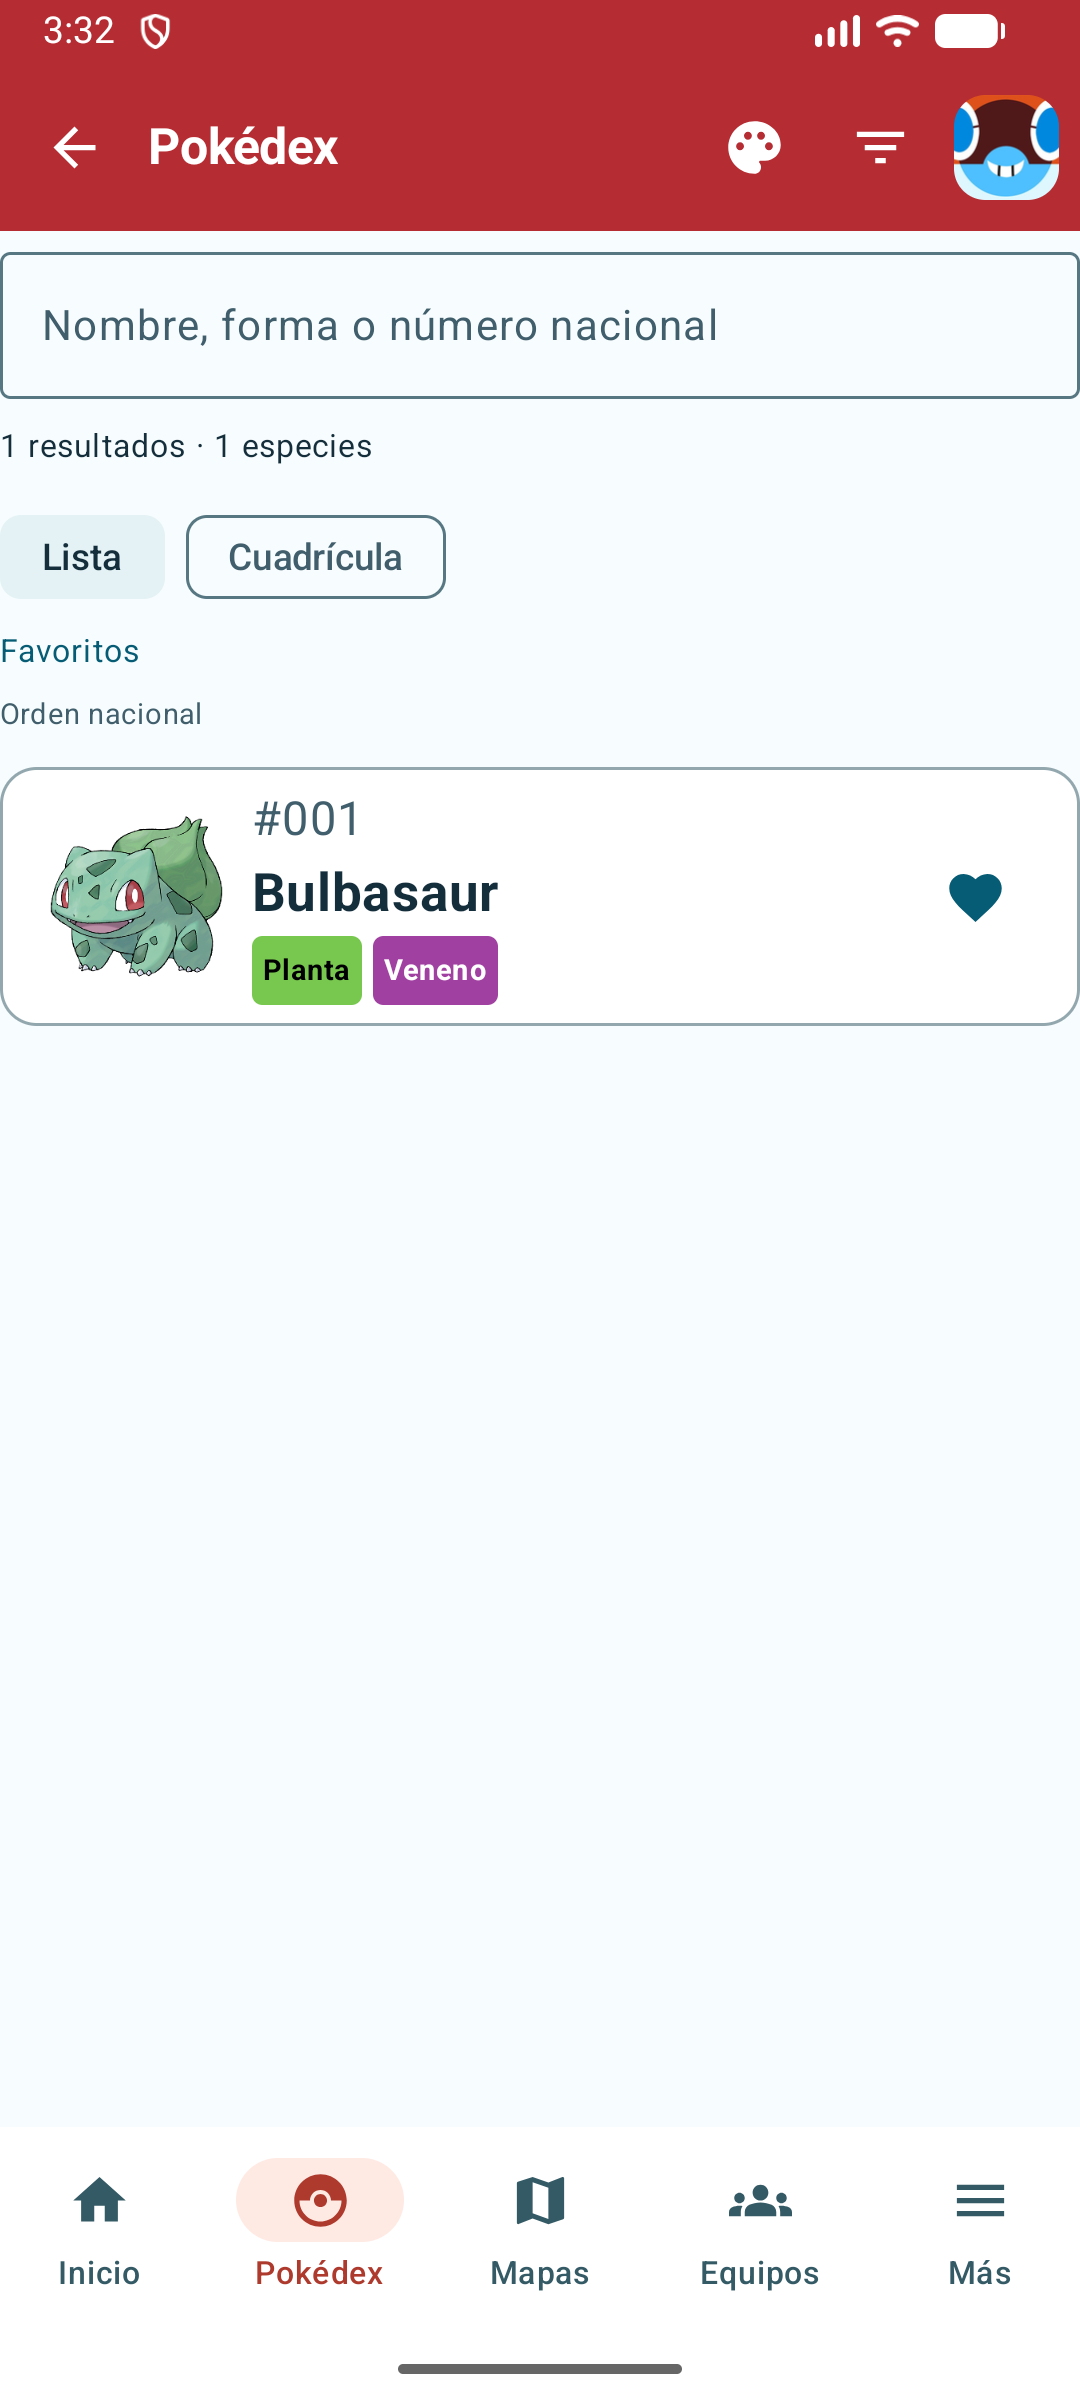 3:32
Pokédex
Nombre, forma o número nacional
1 resultados · 1 especies
Lista
Cuadrícula
Favoritos
Orden nacional
#001
Bulbasaur
Planta
Veneno
Inicio
Pokédex
Mapas
Equipos
Más